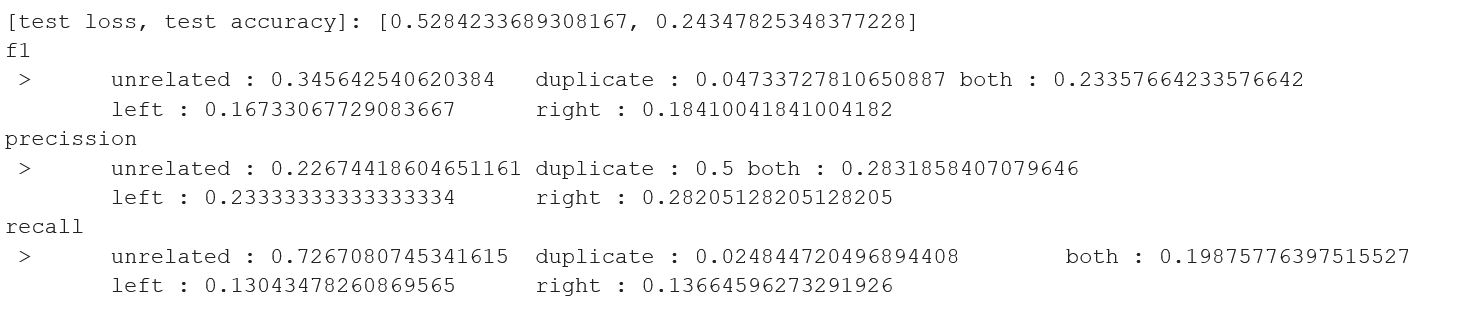 [test loss, test accuracy]: [0.5284233689308167, 0.24347825348377228]
f1
> unrelated : 0.345642540620384 duplicate : 0.04733727810650887 both : 0.23357664233576642
left : 0.16733067729083667 right : 0.18410041841004182
precission
> unrelated : 0.22674418604651161 duplicate : 0.5 both : 0.2831858407079646
left : 0.23333333333333334 right : 0.28205128205128205
recall
> unrelated : 0.7267080745341615 duplicate : 0.024844720496894408 both : 0.19875776397515527
left : 0.13043478260869565 right : 0.13664596273291926